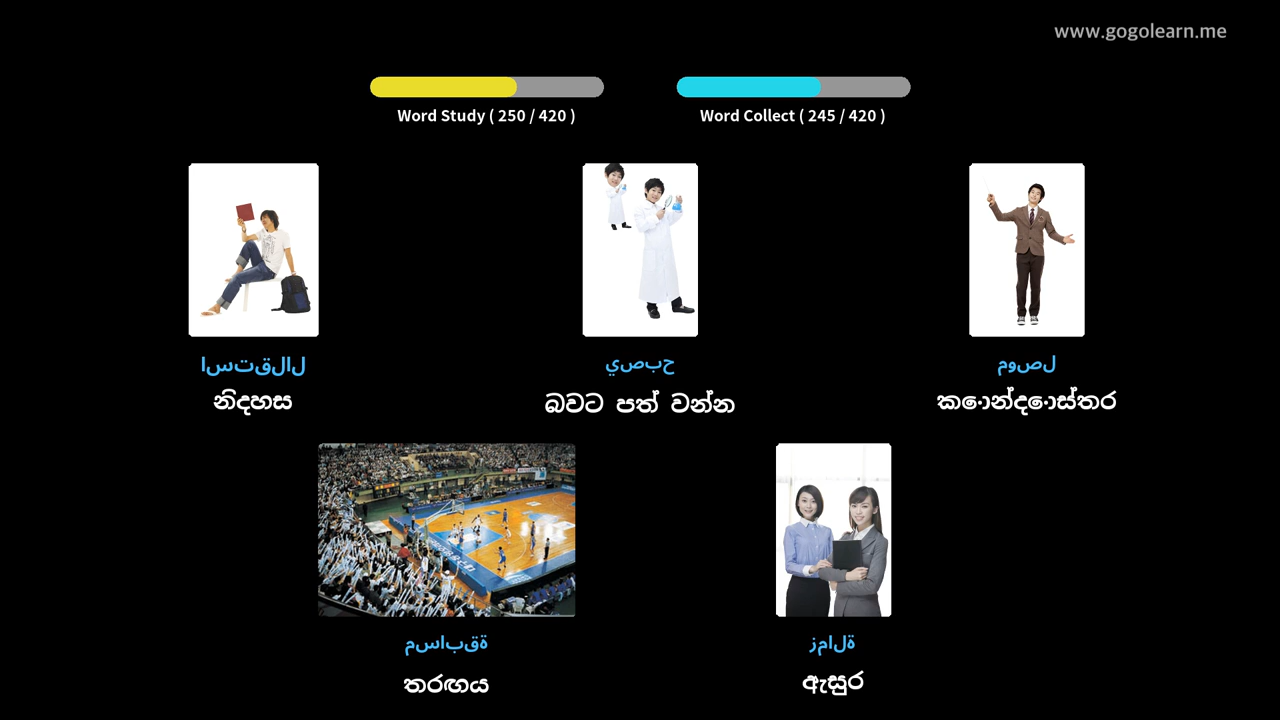 www.gogolearn.me
Word Study ( 250 / 420 )
Word Collect ( 245 / 420 )
استقلال
يصبح
موصل
නිදහස
බවට පත් වන්න
කොන්දොස්තර
مسابقة
زمالة
තරඟය
ඇසුර